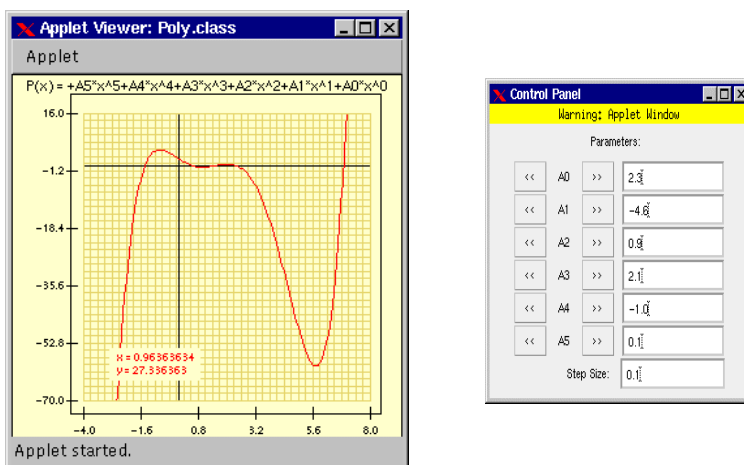 Applet Viewer: Poly.class
Applet
P(x) = +A5*x^5+A4*x^4+A3*x^3+A2*x^2+A1*x^1+A0*x^0
16.0
-1.2
-18.4
-35.6
-52.8
-70.0
x = 0.96363634
y = 27.336363
-4.0 -1.6 0.8 3.2 5.6 8.0
Applet started.
Control Panel
Warning: Applet Window
Parameters:
<< A0 >> 2.3
<< A1 >> -4.6
<< A2 >> 0.9
<< A3 >> 2.1
<< A4 >> -1.0
<< A5 >> 0.1
Step Size: 0.1